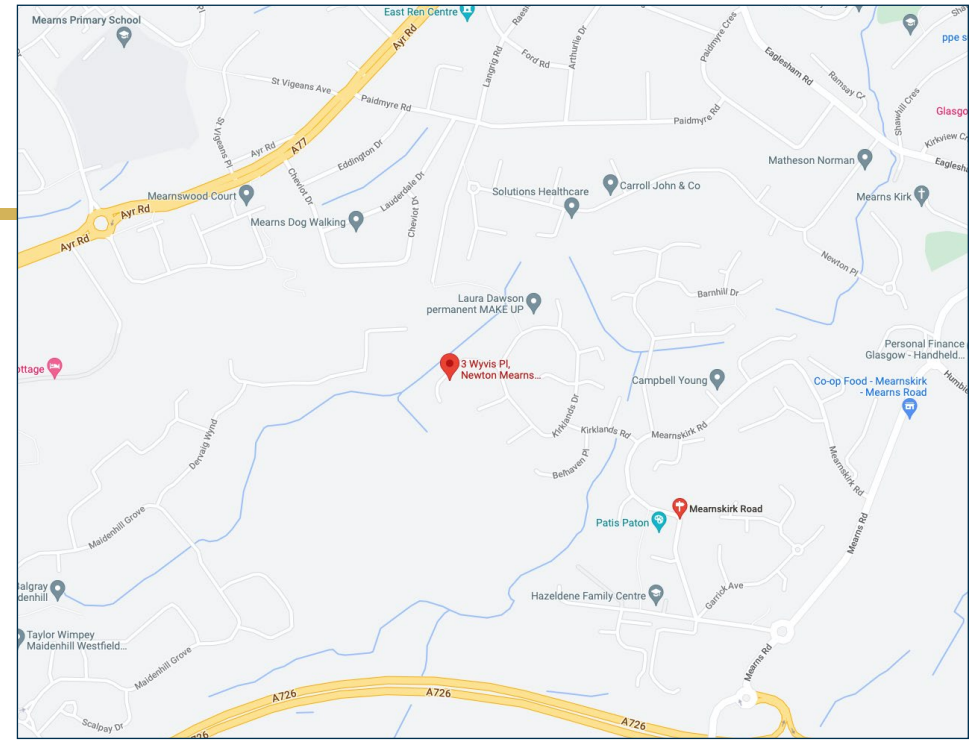 Mearns Primary School
East Ren Centre
Ayr Rd
Langrig Rd
Ford Rd
Arthurlie Dr
Paidmyre Cres
Eaglesham Rd
Ramsay
Shawhill Cres
ppe s
Glasgo
Kirkview
Eagles
St Vigeans Ave
Paidmyre Rd
Paidmyre Rd
St Vigeans Pl
Ayr Rd
A77
Eddington Dr
Cheviot Dr
Lauderdale Dr
Cheviot Dr
Matheson Norman
Mearns Kirk
Mearnswood Court
Solutions Healthcare
Carroll John & Co
Ayr Rd
Ayr Rd
Mearns Dog Walking
Newton Pl
Barnhill Dr
Laura Dawson
permanent MAKE UP
Personal Finance
Glasgow - Handheld...
ttage
3 Wyvis Pl,
Newton Mearns...
Campbell Young
Co-op Food - Mearnskirk
- Mearns Road
Kirklands Dr
Kirklands Rd
Mearnskirk Rd
Dervaig Wynd
Belhaven Pl
Mearnskirk Rd
Mearnskirk Road
Patis Paton
Mearns Rd
Maidenhill Grove
Balgray
denhill
Hazeldene Family Centre
Garrick Ave
Taylor Wimpey
Maidenhill Westfield...
Maidenhill Grove
Mearns Rd
A726
A726
A726
Scalpay Dr